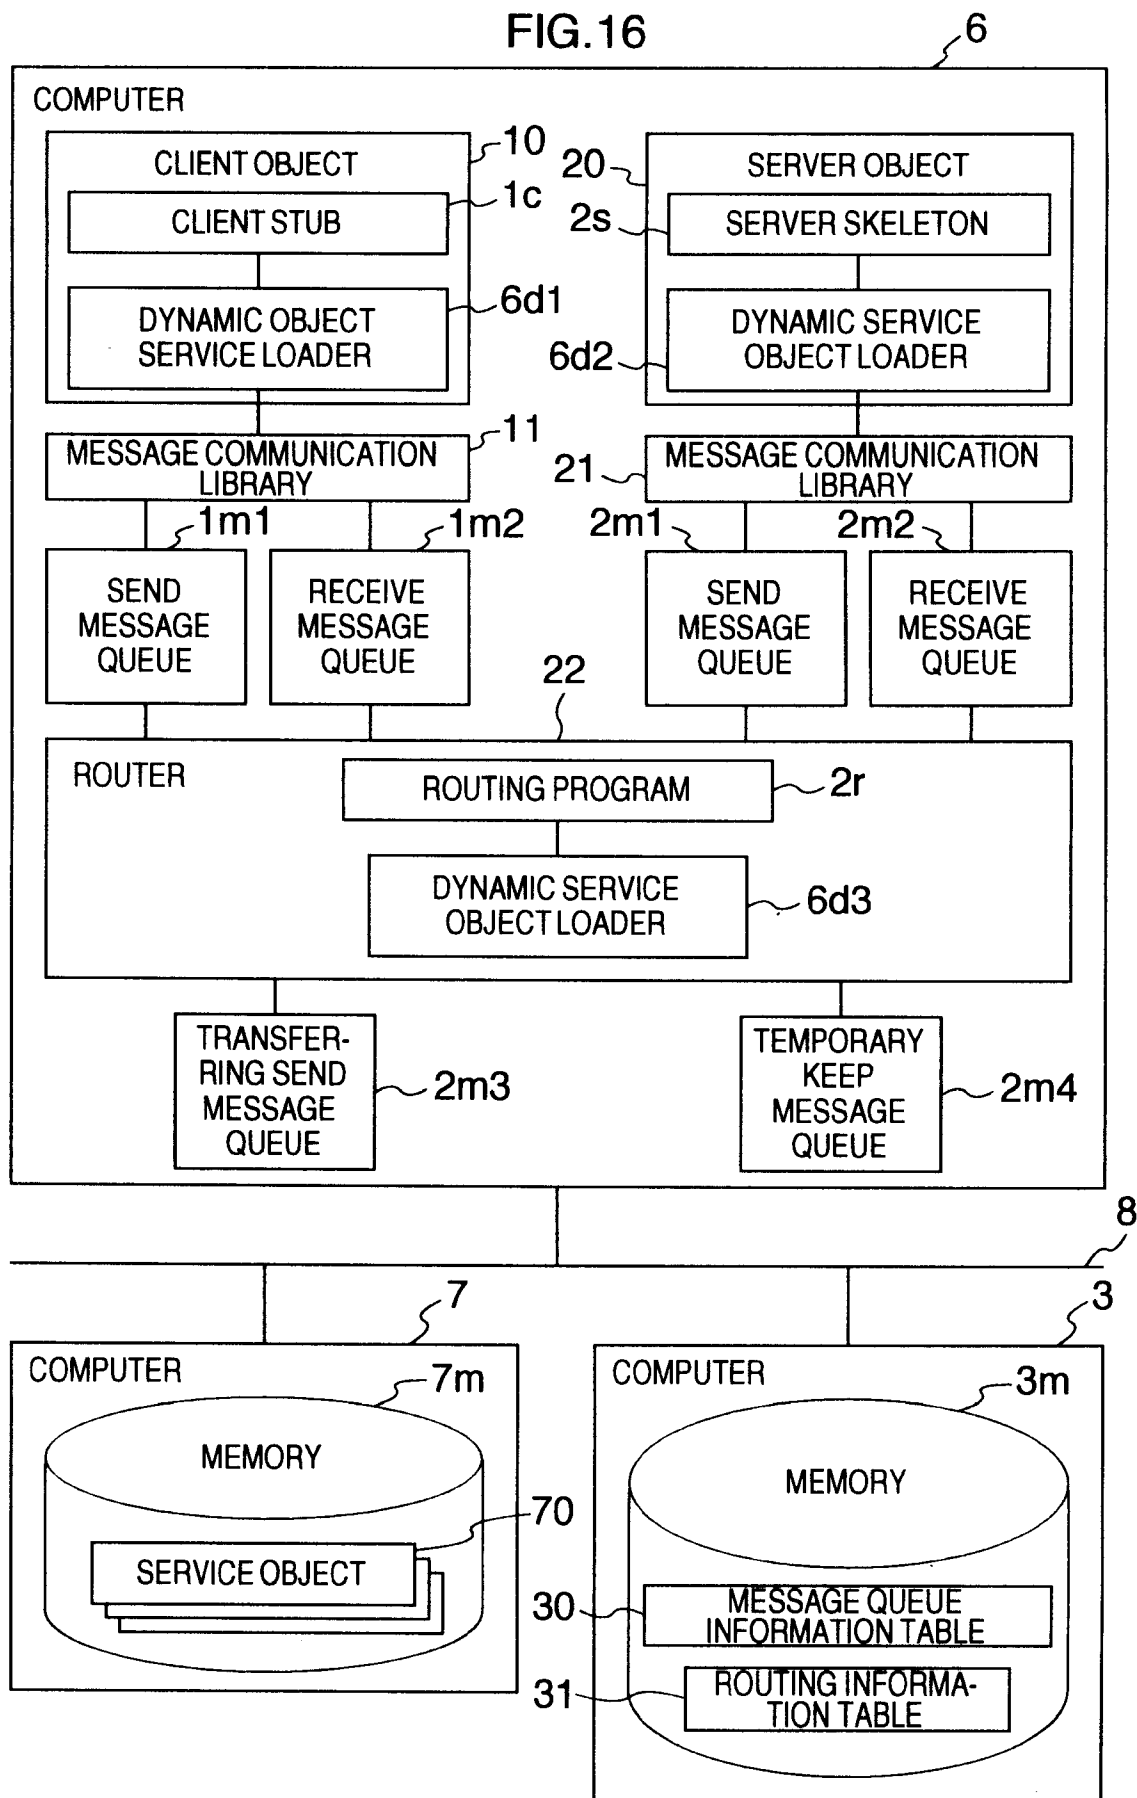 FIG.16
6
COMPUTER
CLIENT OBJECT
10
CLIENT STUB
1c
DYNAMIC OBJECT
SERVICE LOADER
6d1
20
SERVER OBJECT
2s
SERVER SKELETON
6d2
DYNAMIC SERVICE
OBJECT LOADER
MESSAGE COMMUNICATION
LIBRARY
11
21
MESSAGE COMMUNICATION
LIBRARY
1m1
1m2
2m1
2m2
SEND
MESSAGE
QUEUE
RECEIVE
MESSAGE
QUEUE
SEND
MESSAGE
QUEUE
RECEIVE
MESSAGE
QUEUE
22
ROUTER
ROUTING PROGRAM
2r
DYNAMIC SERVICE
OBJECT LOADER
6d3
TRANSFER-
RING SEND
MESSAGE
QUEUE
2m3
TEMPORARY
KEEP
MESSAGE
QUEUE
2m4
8
7
COMPUTER
7m
MEMORY
70
SERVICE OBJECT
3
COMPUTER
3m
MEMORY
30
MESSAGE QUEUE
INFORMATION TABLE
31
ROUTING INFORMA-
TION TABLE